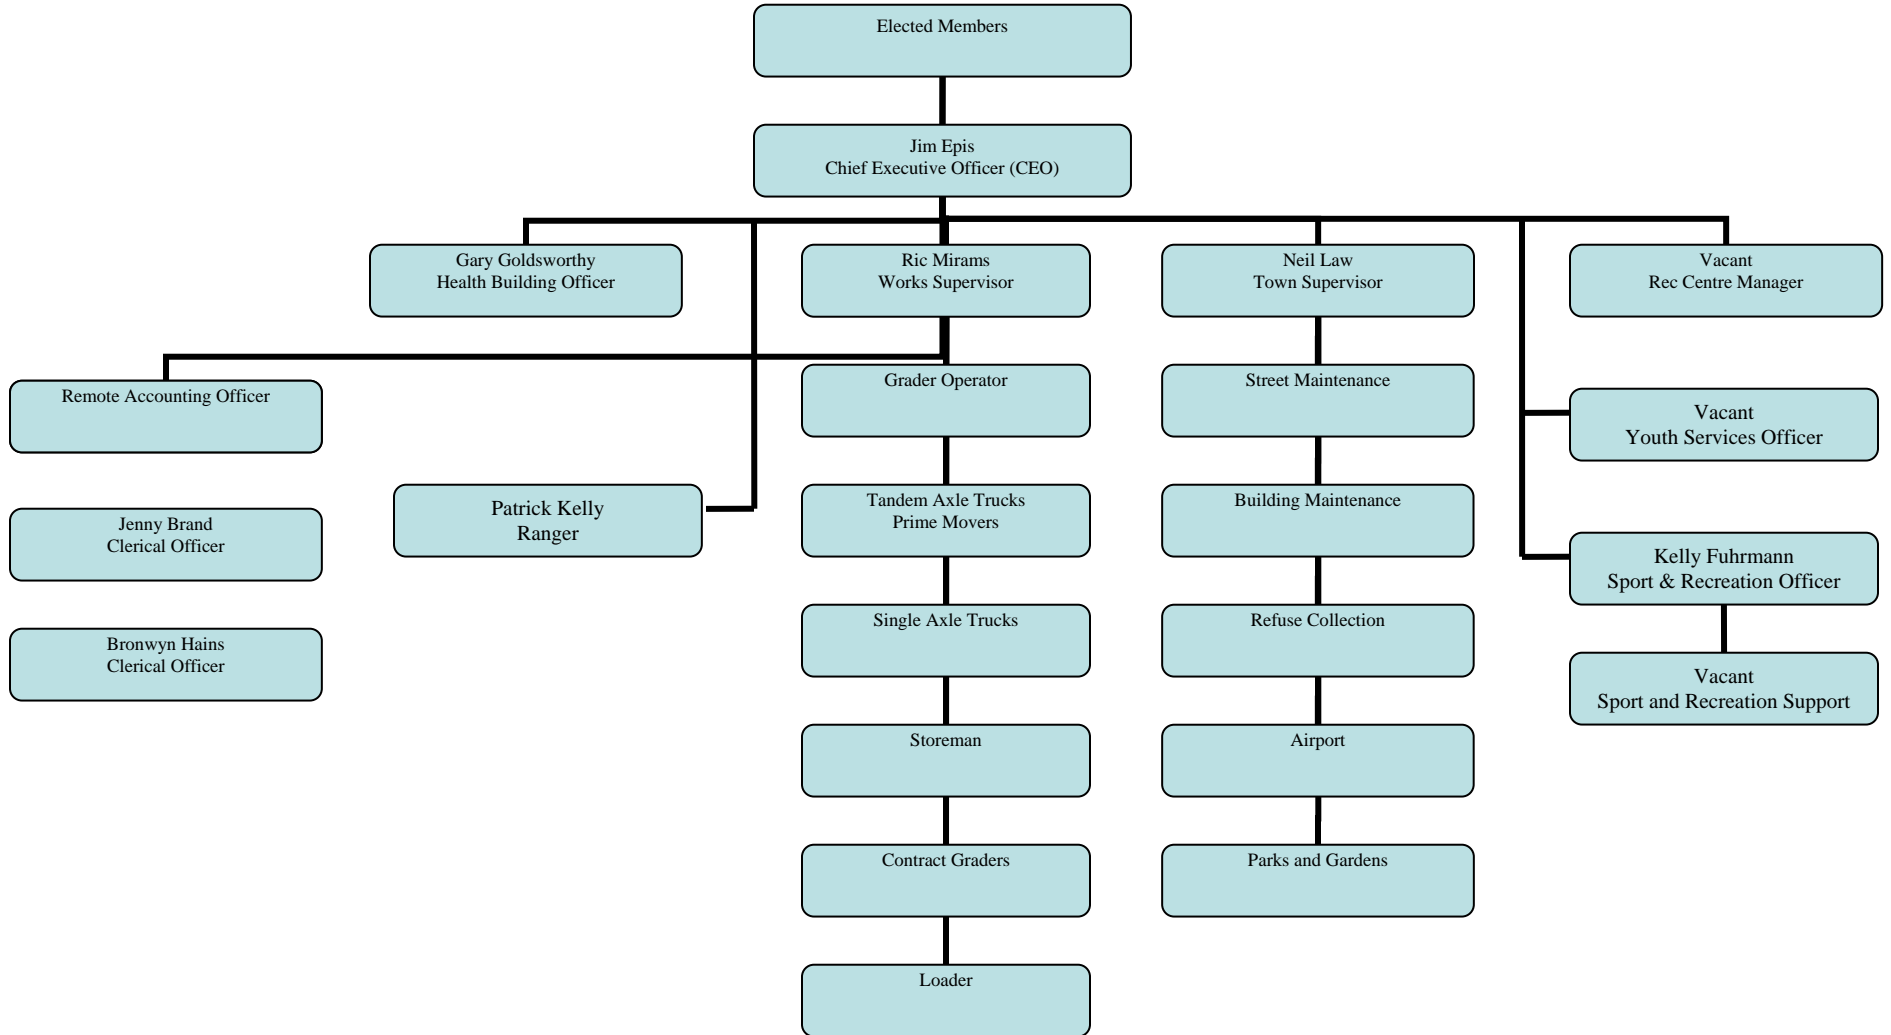 Elected Members
Jim Epis
Chief Executive Officer (CEO)
Gary Goldsworthy
Health Building Officer
Ric Mirams
Works Supervisor
Neil Law
Town Supervisor
Vacant
Rec Centre Manager
Remote Accounting Officer
Grader Operator
Street Maintenance
Vacant
Youth Services Officer
Jenny Brand
Clerical Officer
Patrick Kelly
Ranger
Tandem Axle Trucks
Prime Movers
Building Maintenance
Kelly Fuhrmann
Sport & Recreation Officer
Bronwyn Hains
Clerical Officer
Single Axle Trucks
Refuse Collection
Vacant
Sport and Recreation Support
Storeman
Airport
Contract Graders
Parks and Gardens
Loader